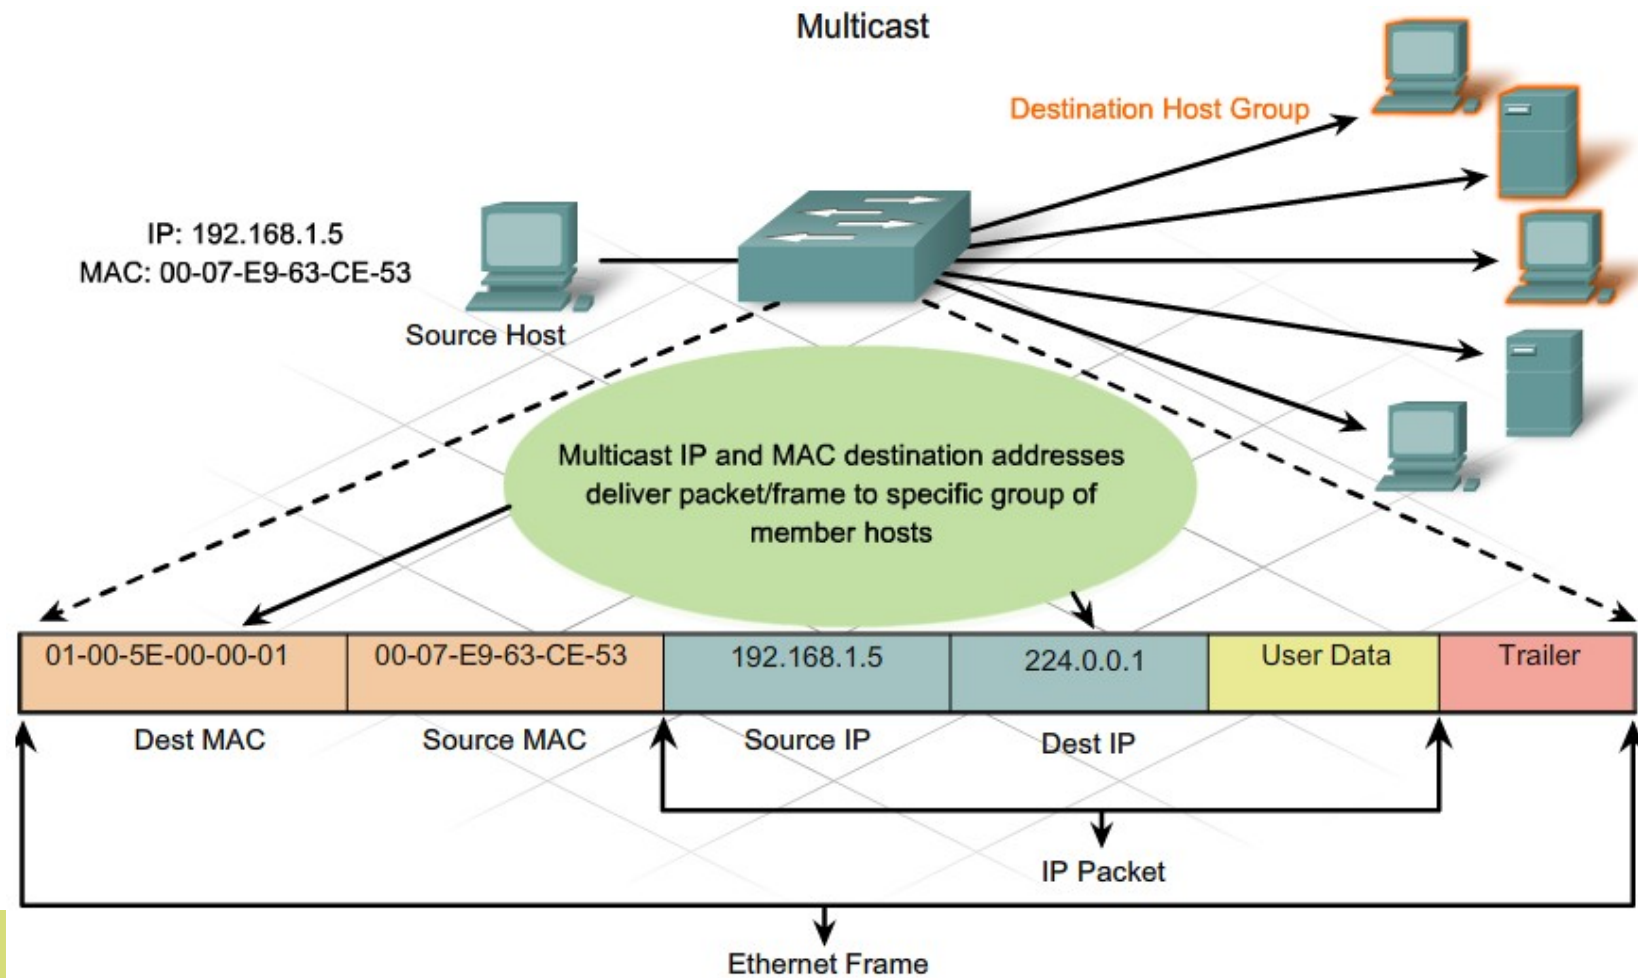 Multicast
Destination Host Group
IP: 192.168.1.5
MAC: 00-07-E9-63-CE-53
Source Host
Multicast IP and MAC destination addresses
deliver packet/frame to specific group of
member hosts
01-00-5E-00-00-01
00-07-E9-63-CE-53
192.168.1.5
224.0.0.1
User Data
Trailer
Dest MAC
Source MAC
Source IP
Dest IP
IP Packet
Ethernet Frame